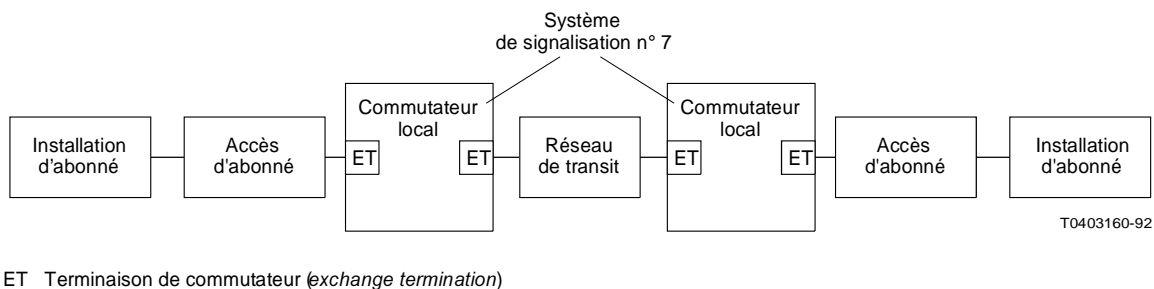 Système
de signalisation n° 7
Commutateur
local
Commutateur
local
Installation
d'abonné
Accès
d'abonné
ET
ET
Réseau
de transit
ET
ET
Accès
d'abonné
Installation
d'abonné
T0403160-92
ET Terminaison de commutateur (exchange termination)